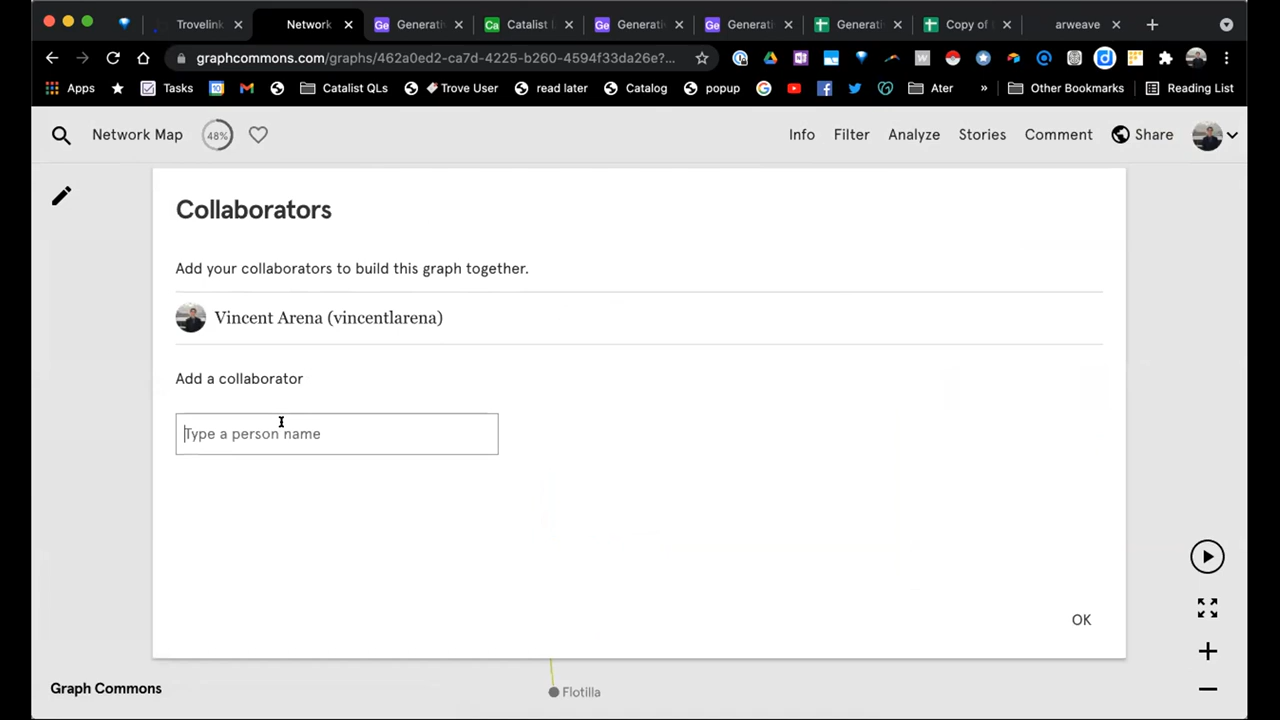 Trovelink Network Generati Catalist L Generati Generati Generati Copy of arweave
graphcommons.com/graphs/462a0ed2-ca7d-4225-b260-4594f33da26e?...
Apps Tasks Catalist QLs Trove User read later Catalog popup Ater » Other Bookmarks Reading List
Network Map 48% Info Filter Analyze Stories Comment Share
Collaborators
Add your collaborators to build this graph together.
Vincent Arena (vincentlarena)
Add a collaborator
Type a person name
OK
Graph Commons
Flotilla